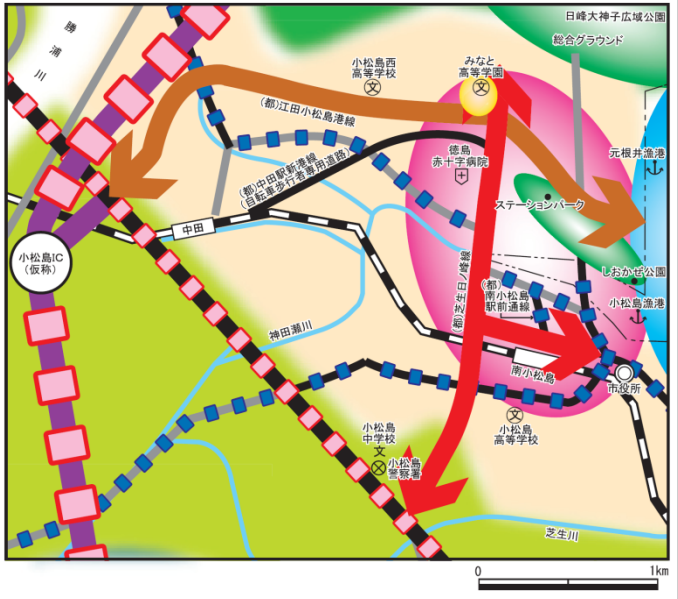 日峰大神子広域公園
総合グラウンド
勝浦川
小松島西
高等学校
文
みなと
高等学園
文
(都)江田小松島港線
元根井漁港
徳島
赤十字病院
(都)中田駅新港線
(自転車歩行者専用道路)
ステーションパーク
中田
小松島IC
(仮称)
(都)芝生日ノ峰線
しおかぜ公園
(都)
南小松島
駅前通線
小松島漁港
神田瀬川
南小松島
市役所
小松島
中学校
文
小松島
高等学校
文
小松島
警察署
芝生川
0
1km